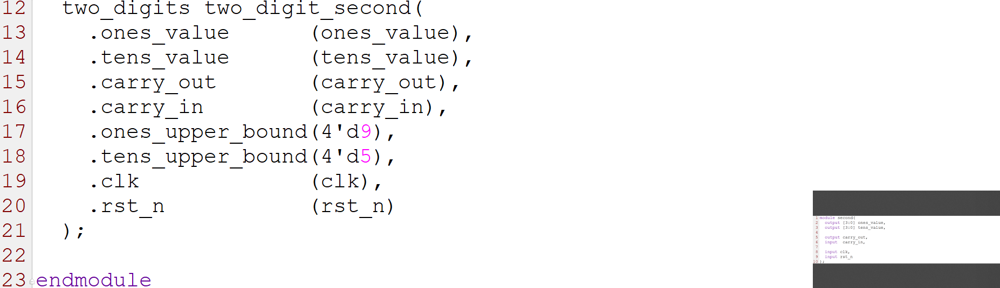 12 two_digits two_digit_second(
13 .ones_value (ones_value),
14 .tens_value (tens_value),
15 .carry_out (carry_out),
16 .carry_in (carry_in),
17 .ones_upper_bound(4'd9),
18 .tens_upper_bound(4'd5),
19 .clk (clk),
20 .rst_n (rst_n)
21 );
22
23 endmodule
1 module second(
2 output [3:0] ones_value,
3 output [3:0] tens_value,
4
5 output carry_out,
6 input carry_in,
7
8 input clk,
9 input rst_n
10 );